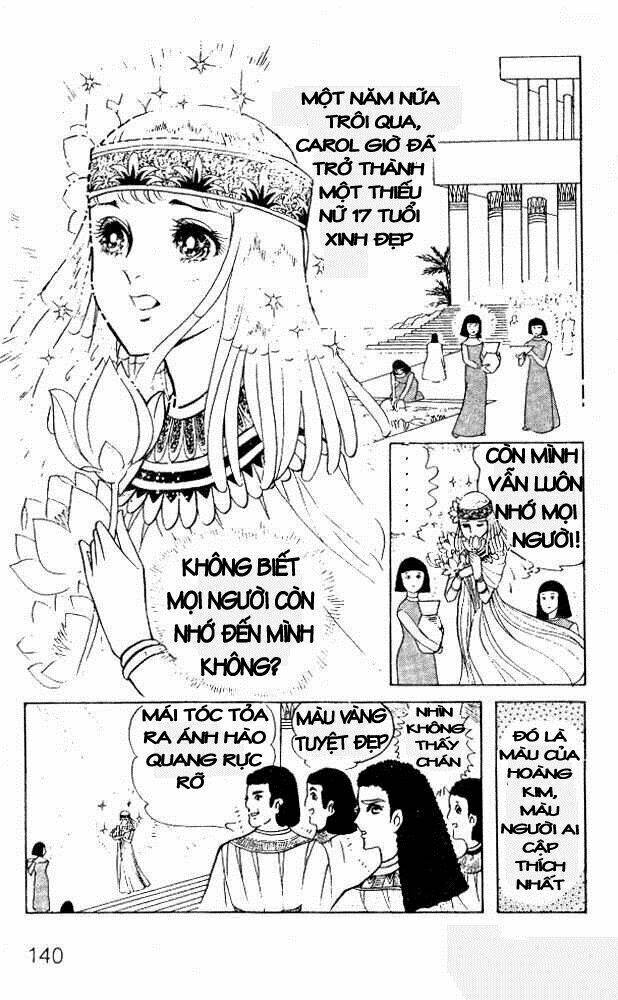 MỘT NĂM NỮA
TRÔI QUA,
CAROL GIỜ ĐÃ
TRỞ THÀNH
MỘT THIẾU
NỮ 17 TUỔI
XINH ĐẸP
CÒN MÌNH
VẪN LUÔN
NHỚ MỌI
NGƯỜI!
KHÔNG BIẾT
MỌI NGƯỜI CÒN
NHỚ ĐẾN MÌNH
KHÔNG?
MÁI TÓC TỎA
RA ÁNH HÀO
QUANG RỰC
RỠ
MÀU VÀNG
TUYỆT ĐẸP
NHÌN
KHÔNG
THẤY
CHÁN
ĐÓ LÀ
MÀU CỦA
HOÀNG
KIM,
MÀU
NGƯỜI AI
CẬP
THÍCH
NHẤT
140